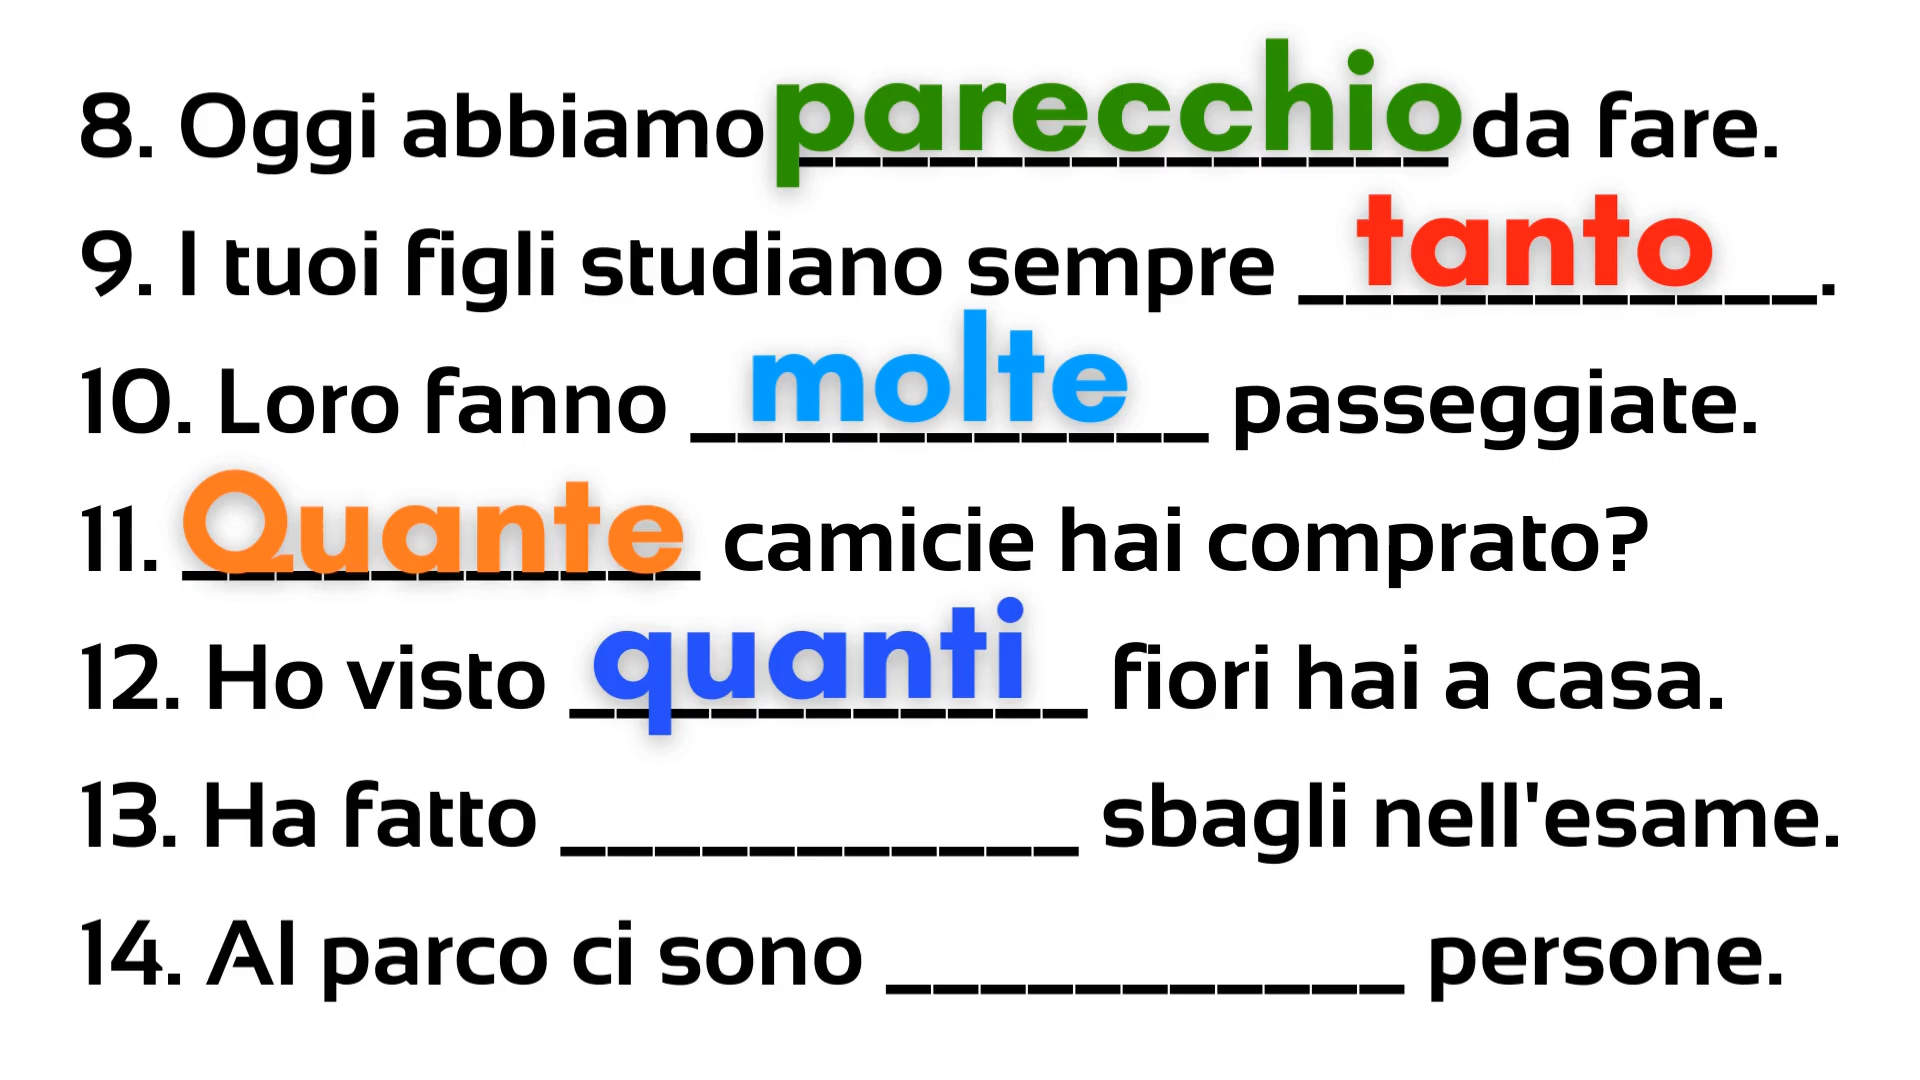 8. Oggi abbiamo parecchio da fare.
9. I tuoi figli studiano sempre tanto.
10. Loro fanno molte passeggiate.
11. Quante camicie hai comprato?
12. Ho visto quanti fiori hai a casa.
13. Ha fatto ___________ sbagli nell'esame.
14. Al parco ci sono ___________ persone.